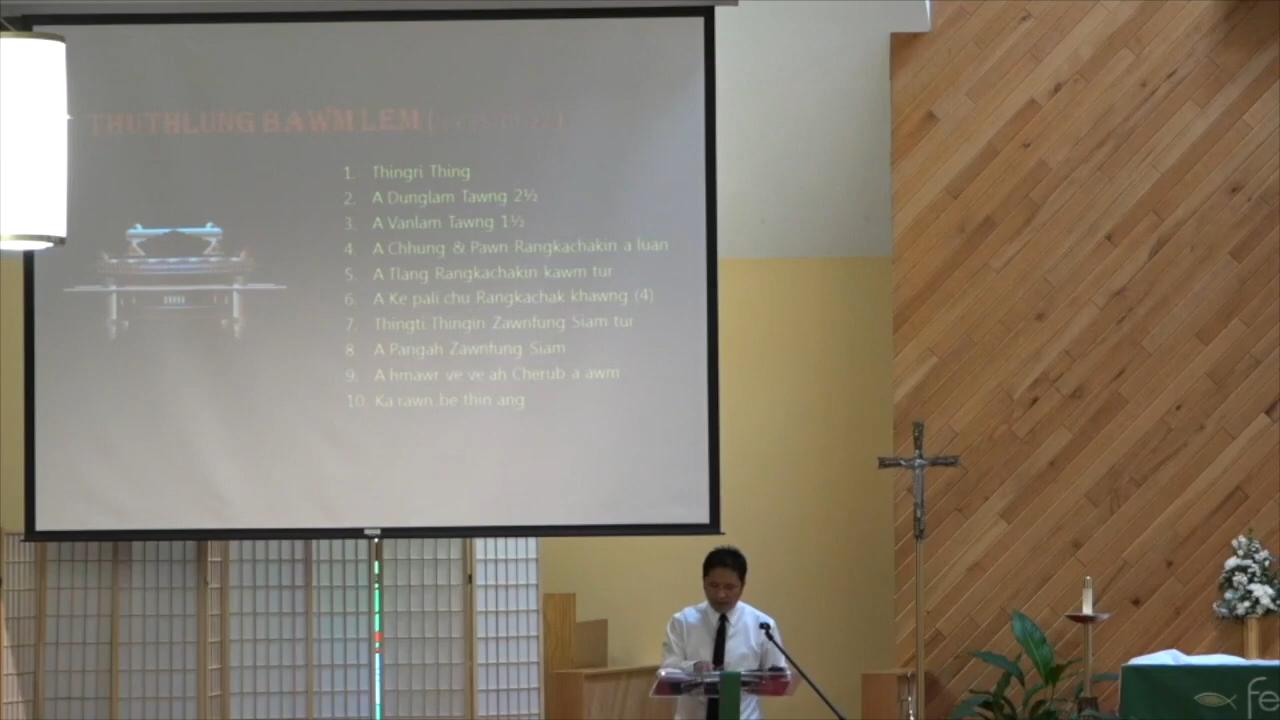 THUTHLUNG BAWM LEM
1. Thingri Thing
2. A Dunglam Tawng 2½
3. A Vanlam Tawng 1½
4. A Chhung & Pawn Rangkachakin a luan
5. A Tlang Rangkachakin kawm tur
6. A Ke pali chu Rangkachak khawng (4)
7. Thingti Thingin Zawnfung Siam tur
8. A Pangah Zawnfung Siam
9. A hmawr ve ve ah Cherub a awm
10. Ka rawn be thin ang